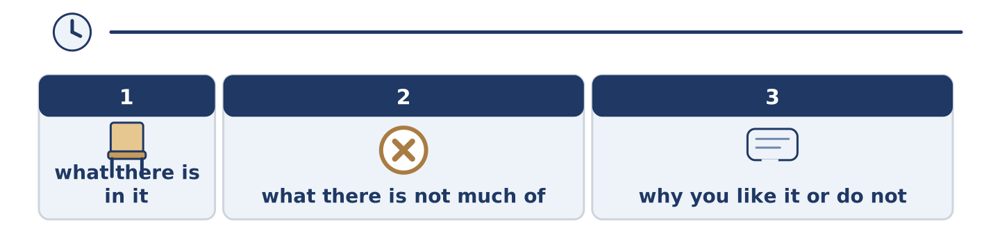 1
2
3
what there is
in it
what there is not much of
why you like it or do not